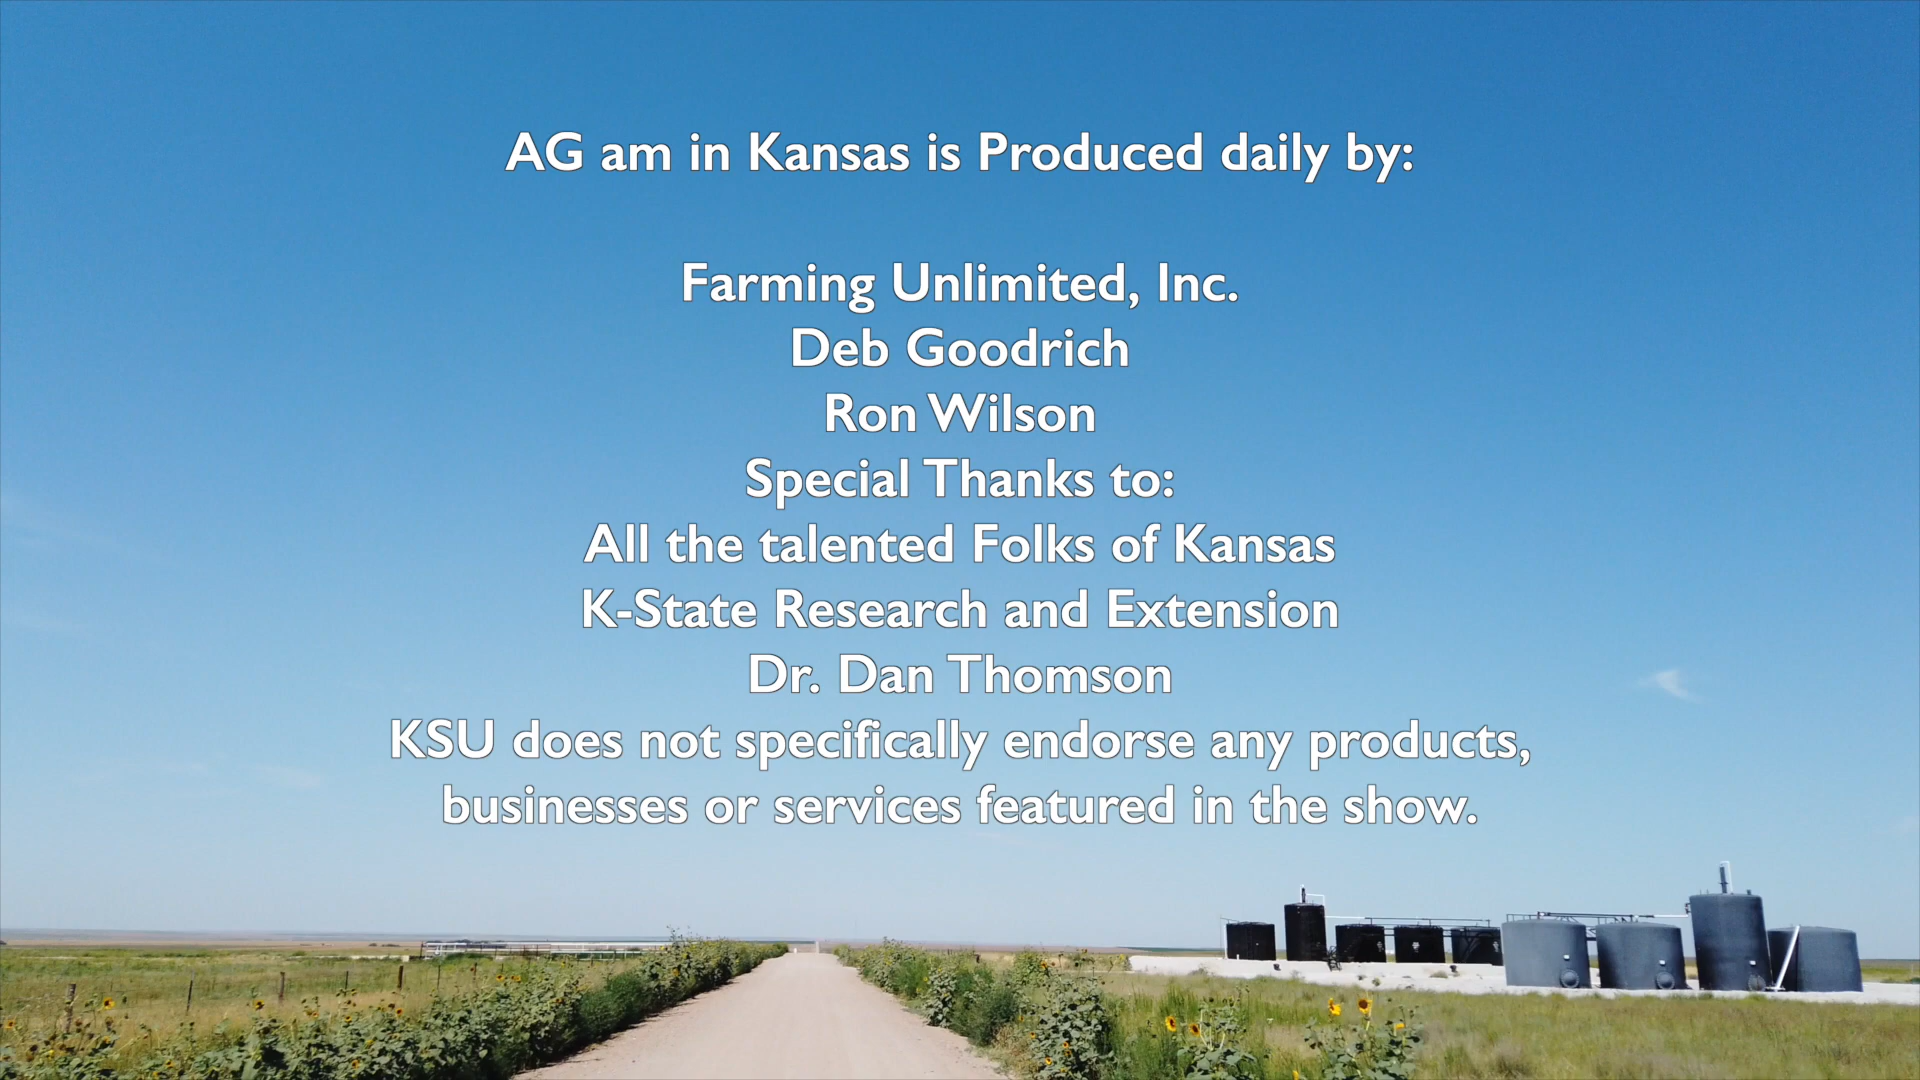 AG am in Kansas is Produced daily by:
Farming Unlimited, Inc.
Deb Goodrich
Ron Wilson
Special Thanks to:
All the talented Folks of Kansas
K-State Research and Extension
Dr. Dan Thomson
KSU does not specifically endorse any products,
businesses or services featured in the show.